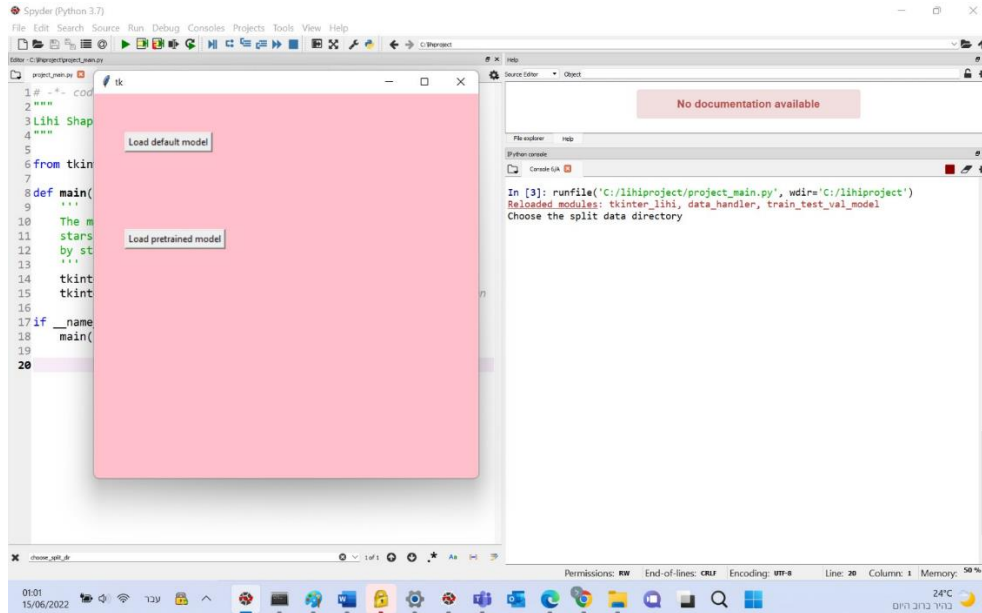 Spyder (Python 3.7)
File Edit Search Source Run Debug Consoles Projects Tools View Help
C:\lihiproject
Editor - C:\lihiproject\project_main.py
project_main.py
1 # -*- cod
2 """
3 Lihi Shap
4 """
5
6 from tkin
7
8 def main(
9 '''
10 The m
11 stars
12 by st
13 '''
14 tkint
15 tkint
n
16
17 if __name
18 main(
19
20
tk
Load default model
Load pretrained model
choose_split_dir
1 of 1
Aa
Help
Source Editor Object
No documentation available
File explorer Help
IPython console
Console 6/A
In [3]: runfile('C:/lihiproject/project_main.py', wdir='C:/lihiproject')
Reloaded modules: tkinter_lihi, data_handler, train_test_val_model
Choose the split data directory
Permissions: RW End-of-lines: CRLF Encoding: UTF-8 Line: 20 Column: 1 Memory: 50 %
01:01
15/06/2022
עבר
24°C
בהיר ברוב היום